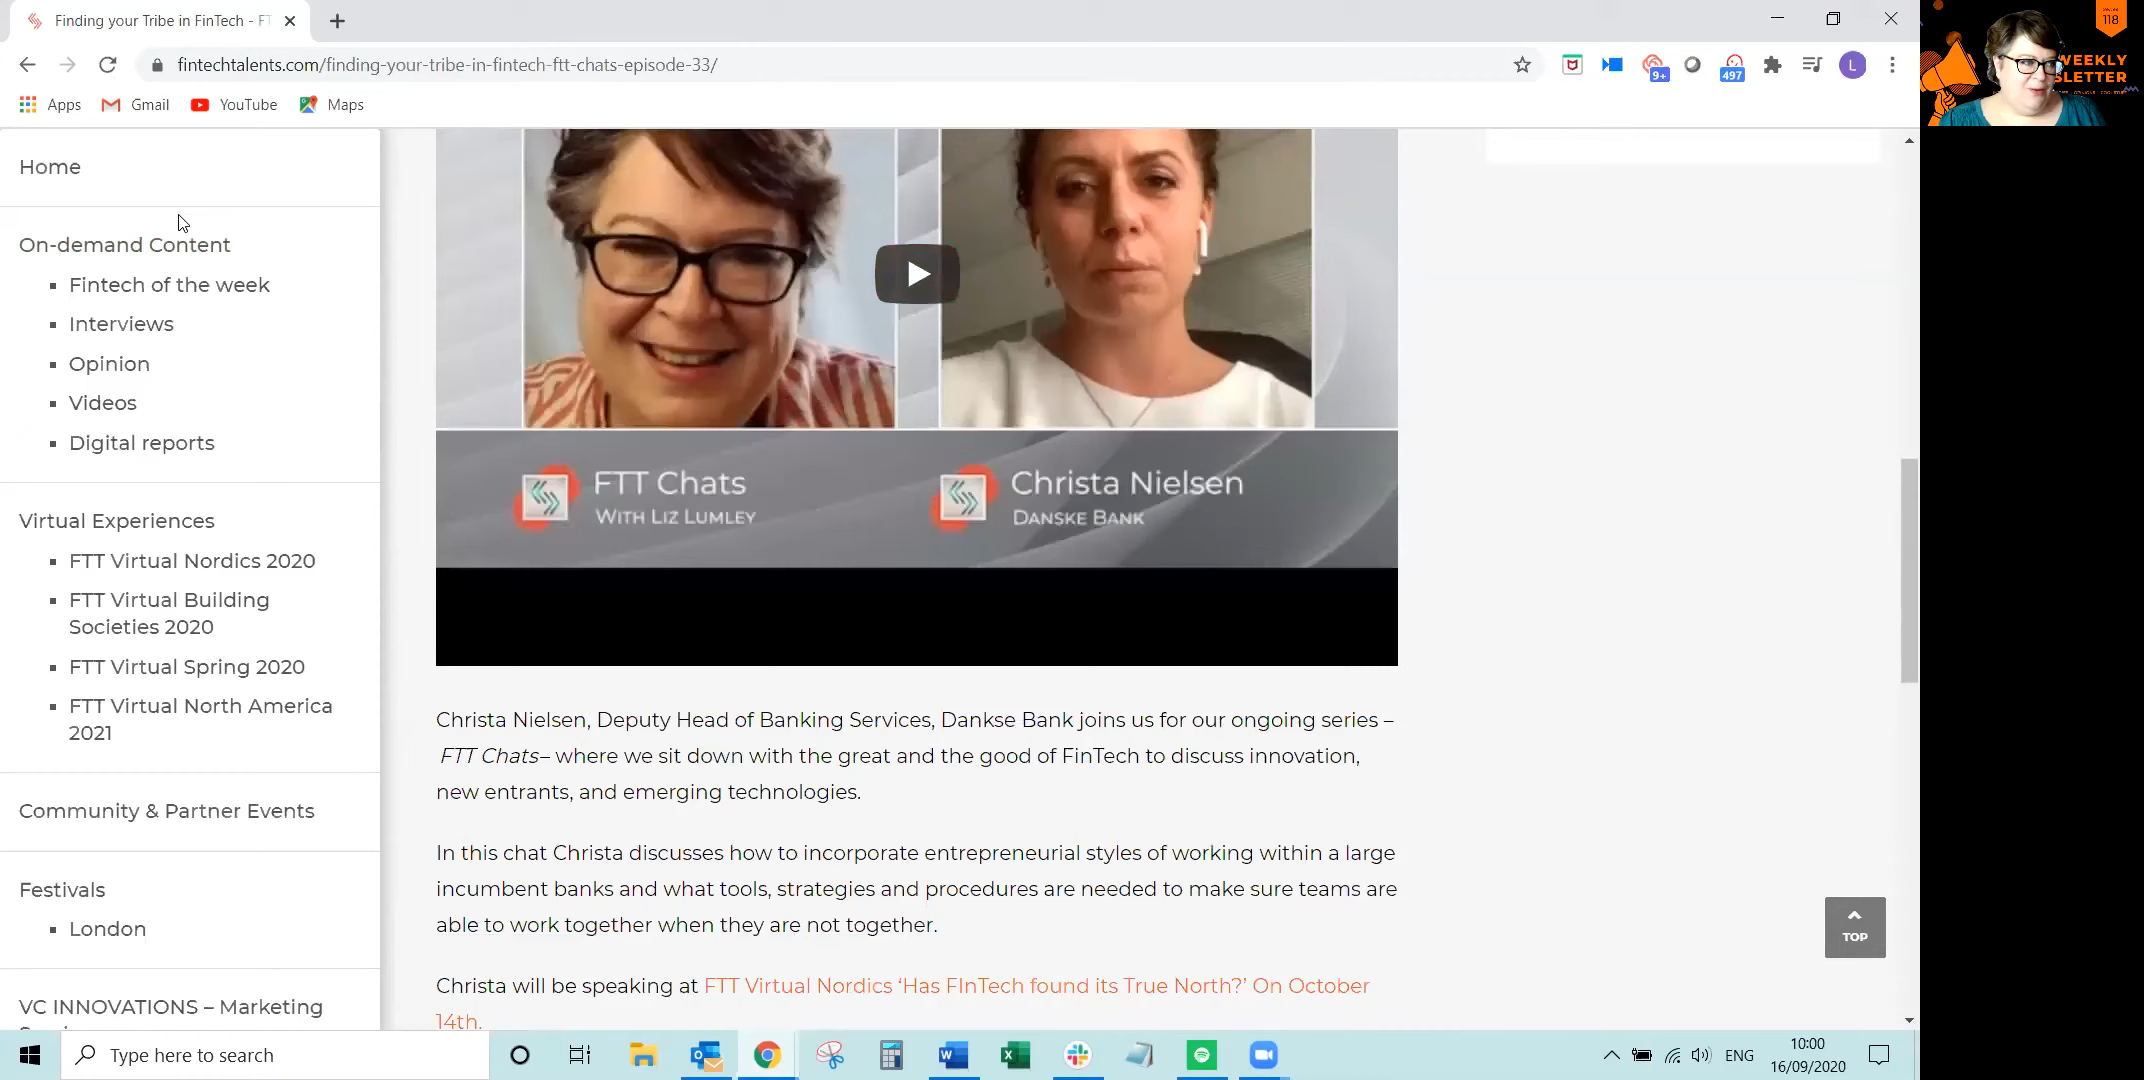 Finding your Tribe in FinTech - FT
fintechtalents.com/finding-your-tribe-in-fintech-ftt-chats-episode-33/
9+
497
L
Apps
Gmail
YouTube
Maps
118
WEEKLY
Home
On-demand Content
Fintech of the week
Interviews
Opinion
Videos
Digital reports
Virtual Experiences
FTT Virtual Nordics 2020
FTT Virtual Building
Societies 2020
FTT Virtual Spring 2020
FTT Virtual North America
2021
Community & Partner Events
Festivals
London
VC INNOVATIONS – Marketing
FTT Chats
WITH LIZ LUMLEY
Christa Nielsen
DANSKE BANK
Christa Nielsen, Deputy Head of Banking Services, Dankse Bank joins us for our ongoing series –
FTT Chats– where we sit down with the great and the good of FinTech to discuss innovation,
new entrants, and emerging technologies.
In this chat Christa discusses how to incorporate entrepreneurial styles of working within a large
incumbent banks and what tools, strategies and procedures are needed to make sure teams are
able to work together when they are not together.
Christa will be speaking at FTT Virtual Nordics ‘Has FInTech found its True North?’ On October
14th.
TOP
Type here to search
ENG
10:00
16/09/2020